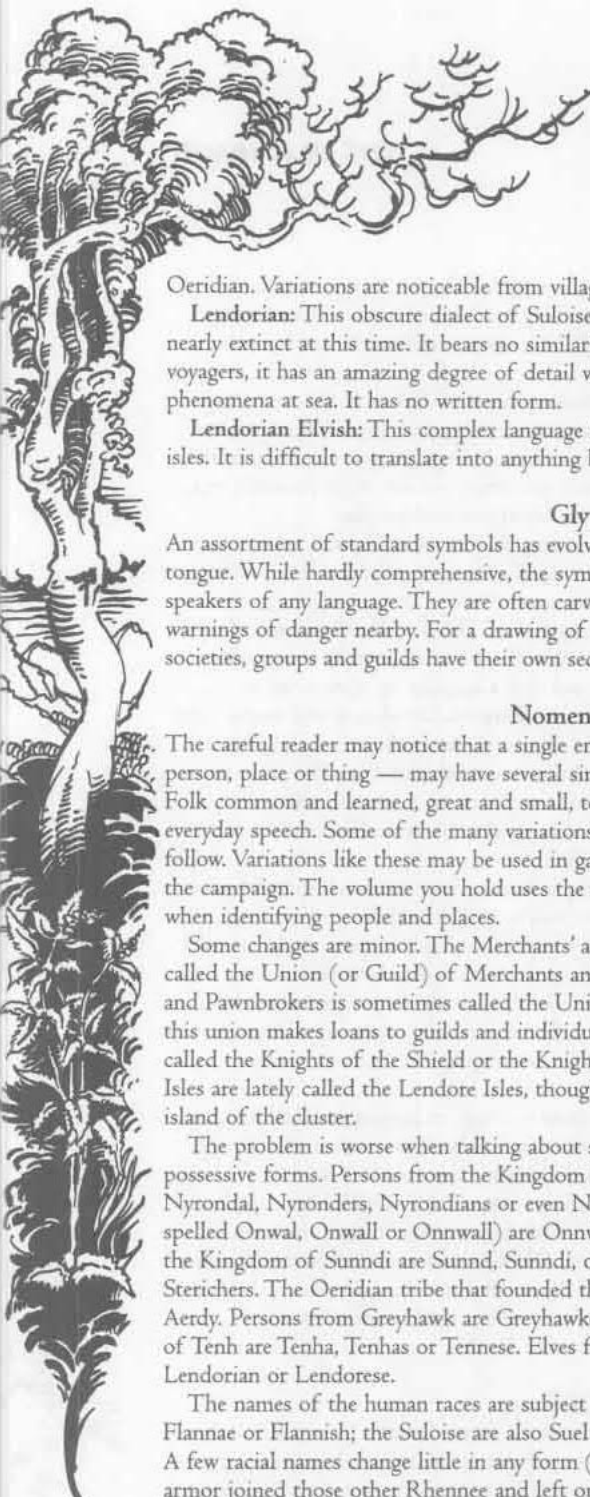 Oeridian. Variations are noticeable from villag
Lendorian: This obscure dialect of Suloise
nearly extinct at this time. It bears no similar
voyagers, it has an amazing degree of detail w
phenomena at sea. It has no written form.
Lendorian Elvish: This complex language
isles. It is difficult to translate into anything
Gly
An assortment of standard symbols has evolv
tongue. While hardly comprehensive, the sym
speakers of any language. They are often carv
warnings of danger nearby. For a drawing of
societies, groups and guilds have their own sec
Nomen
The careful reader may notice that a single en
person, place or thing — may have several sin
Folk common and learned, great and small, t
everyday speech. Some of the many variations
follow. Variations like these may be used in ga
the campaign. The volume you hold uses the
when identifying people and places.
Some changes are minor. The Merchants' a
called the Union (or Guild) of Merchants an
and Pawnbrokers is sometimes called the Uni
this union makes loans to guilds and individu
called the Knights of the Shield or the Knigh
Isles are lately called the Lendore Isles, thoug
island of the cluster.
The problem is worse when talking about s
possessive forms. Persons from the Kingdom
Nyrondal, Nyronders, Nyrondians or even N
spelled Onwal, Onwall or Onnwall) are Onnv
the Kingdom of Sunndi are Sunnd, Sunndi, o
Sterichers. The Oeridian tribe that founded th
Aerdy. Persons from Greyhawk are Greyhawk
of Tenh are Tenha, Tenhas or Tennese. Elves f
Lendorian or Lendorese.
The names of the human races are subject
Flannae or Flannish; the Suloise are also Suel
A few racial names change little in any form (
armor joined those other Rhennee and left or